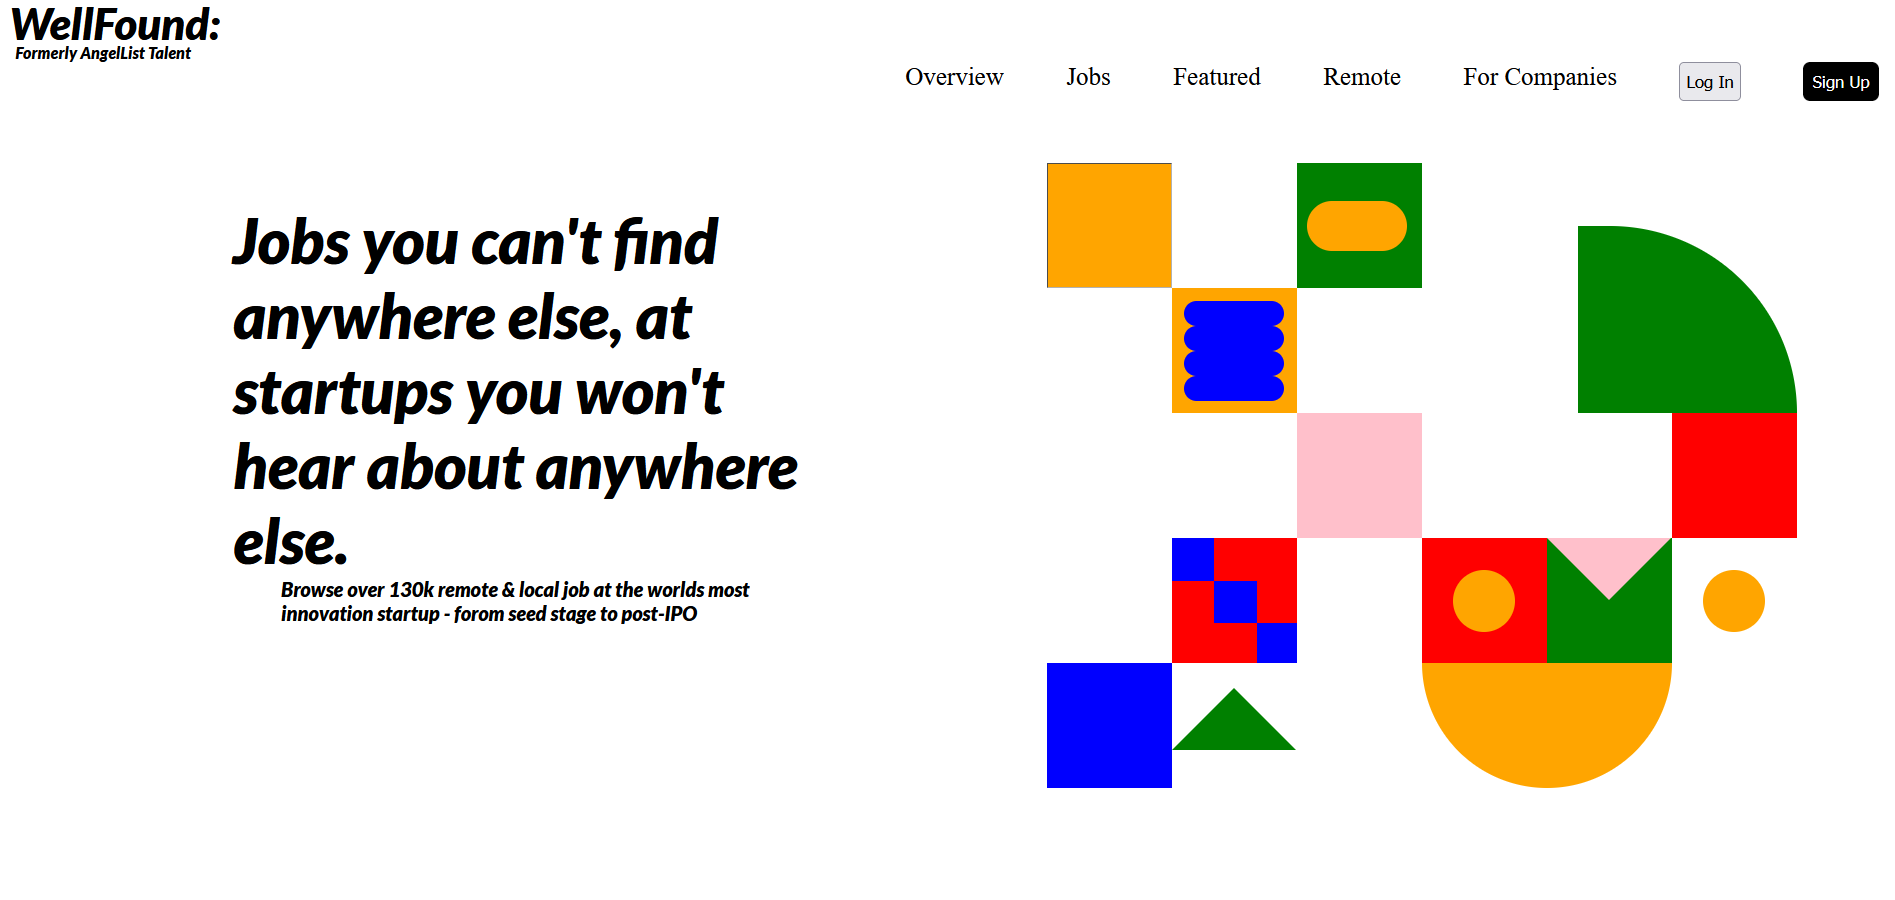 WellFound:
Formerly AngelList Talent
Overview Jobs Featured Remote For Companies Log In Sign Up
Jobs you can't find
anywhere else, at
startups you won't
hear about anywhere
else.
Browse over 130k remote & local job at the worlds most
innovation startup - forom seed stage to post-IPO